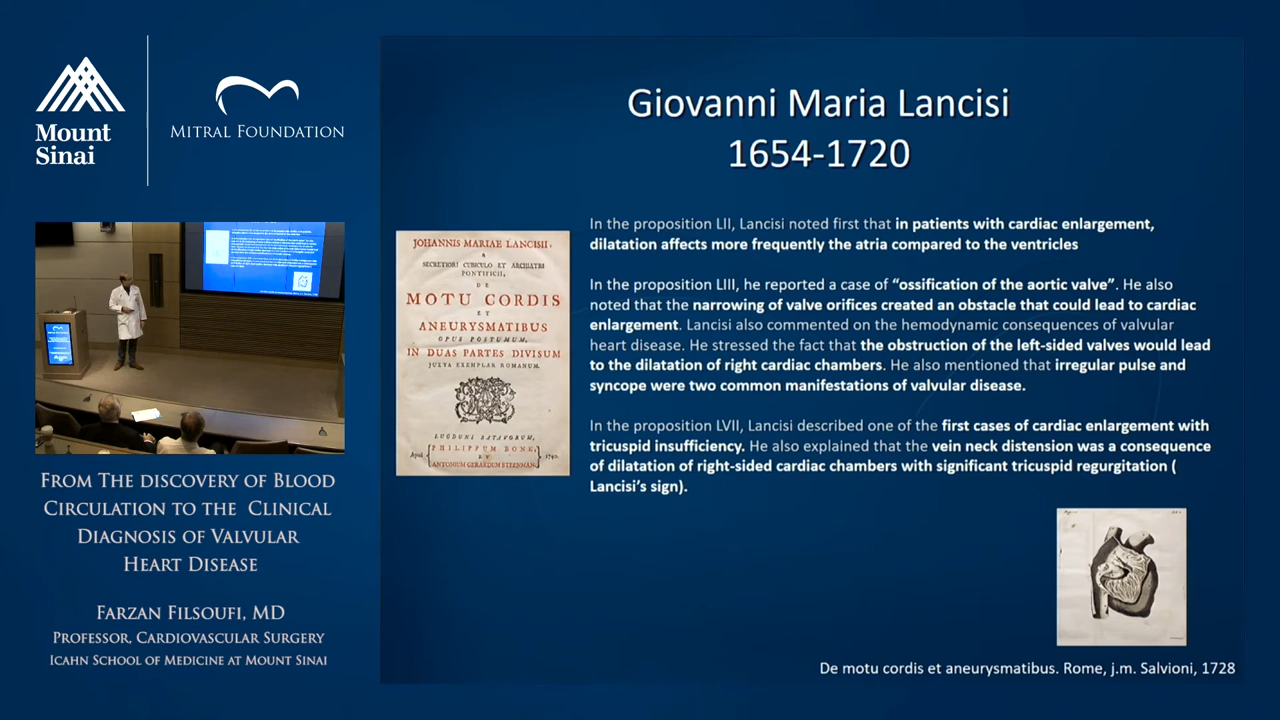 Mount
Sinai
MITRAL FOUNDATION
FROM THE DISCOVERY OF BLOOD
CIRCULATION TO THE CLINICAL
DIAGNOSIS OF VALVULAR
HEART DISEASE
FARZAN FILSOUFI, MD
PROFESSOR, CARDIOVASCULAR SURGERY
ICAHN SCHOOL OF MEDICINE AT MOUNT SINAI
Giovanni Maria Lancisi
1654-1720
JOHANNIS MARIAE LANCISII,
A
SECRETIORI CUBICULO ET ARCHIATRI
PONTIFICII,
DE
MOTU CORDIS
ET
ANEURYSMATIBUS
OPUS POSTUMUM,
IN DUAS PARTES DIVISUM
JUXTA EXEMPLAR ROMANUM.
LUGDUNI BATAVORUM,
Apud PHILIPPUM BONK, 1740.
ET
ANTONIUM GERARDUM STEENMAN
In the proposition LII, Lancisi noted first that in patients with cardiac enlargement,
dilatation affects more frequently the atria compared to the ventricles
In the proposition LIII, he reported a case of “ossification of the aortic valve”. He also
noted that the narrowing of valve orifices created an obstacle that could lead to cardiac
enlargement. Lancisi also commented on the hemodynamic consequences of valvular
heart disease. He stressed the fact that the obstruction of the left-sided valves would lead
to the dilatation of right cardiac chambers. He also mentioned that irregular pulse and
syncope were two common manifestations of valvular disease.
In the proposition LVII, Lancisi described one of the first cases of cardiac enlargement with
tricuspid insufficiency. He also explained that the vein neck distension was a consequence
of dilatation of right-sided cardiac chambers with significant tricuspid regurgitation (
Lancisi’s sign).
De motu cordis et aneurysmatibus. Rome, j.m. Salvioni, 1728